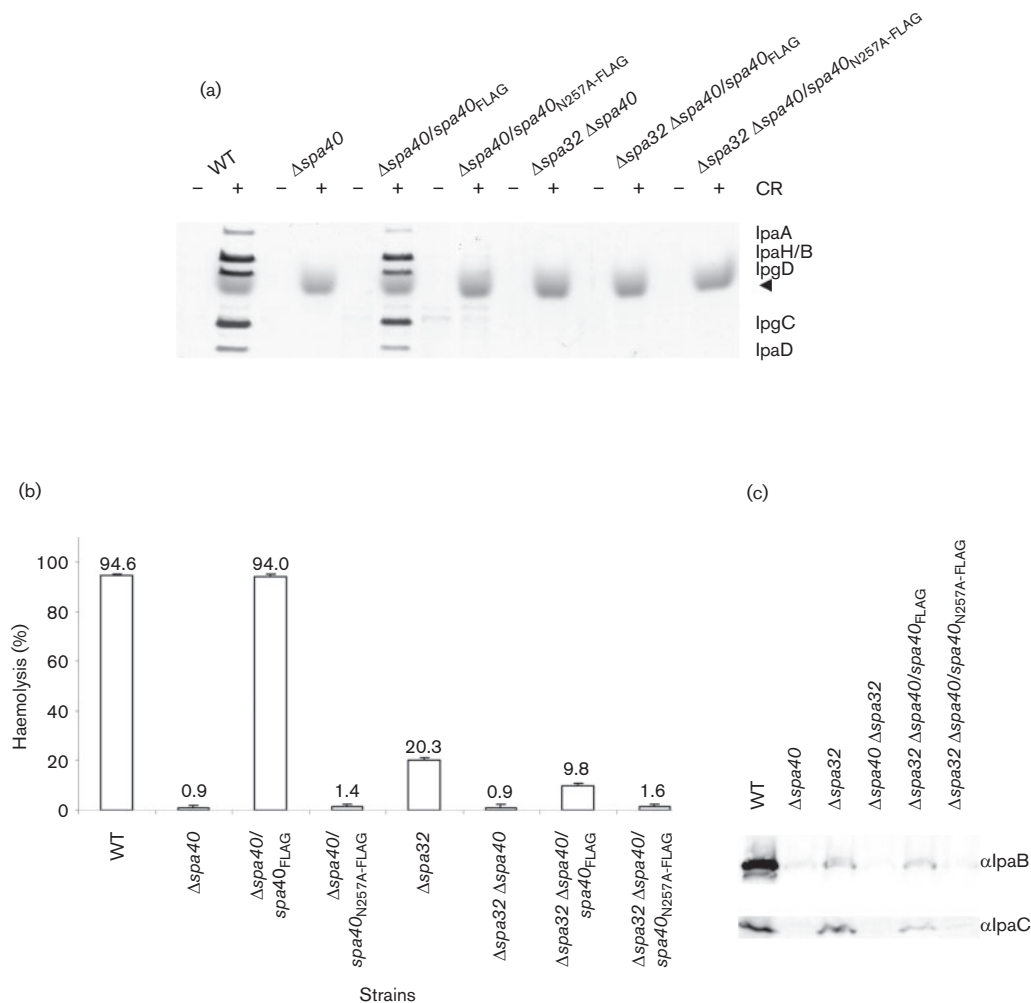 (a)
WT
Δspa40
Δspa40/spa40FLAG
Δspa40/spa40N257A-FLAG
Δspa32 Δspa40
Δspa32 Δspa40/spa40FLAG
Δspa32 Δspa40/spa40N257A-FLAG
– + – + – + – + – + – + – + CR
IpaA
IpaH/B
IpgD
IpgC
IpaD
(b)
Haemolysis (%)
100
80
60
40
20
0
94.6
0.9
94.0
1.4
20.3
0.9
9.8
1.6
WT
Δspa40
Δspa40/
spa40FLAG
Δspa40/
spa40N257A-FLAG
Δspa32
Δspa32 Δspa40
Δspa32 Δspa40/
spa40FLAG
Δspa32 Δspa40/
spa40N257A-FLAG
Strains
(c)
WT
Δspa40
Δspa32
Δspa40 Δspa32
Δspa32 Δspa40/spa40FLAG
Δspa32 Δspa40/spa40N257A-FLAG
αIpaB
αIpaC